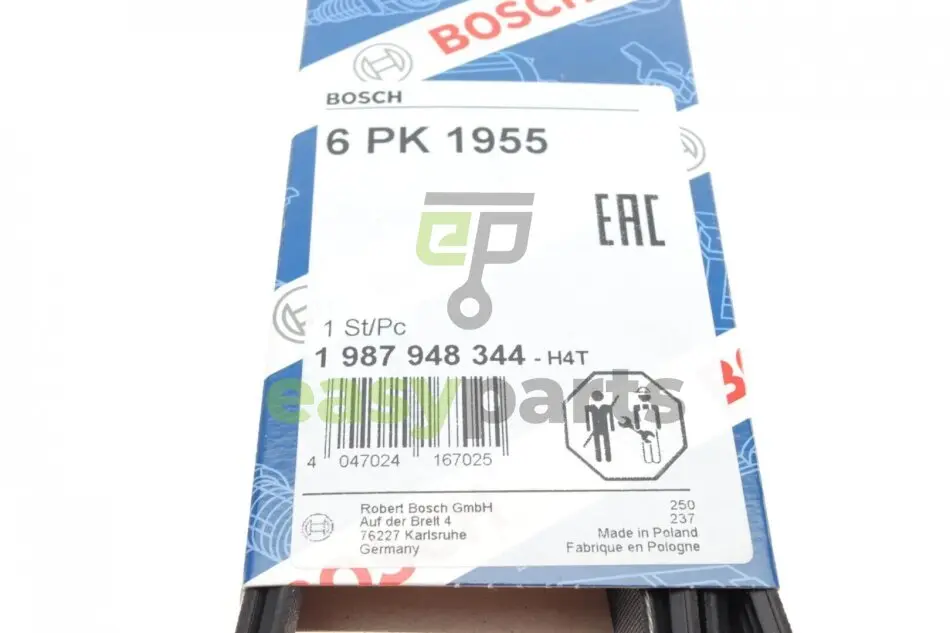 BOSCH
BOSCH
6 PK 1955
EAC
ep
1 St/Pc
1 987 948 344 - H4T
easyparts
4 047024 167025
Robert Bosch GmbH
Auf der Breit 4
76227 Karlsruhe
Germany
250
237
Made in Poland
Fabrique en Pologne